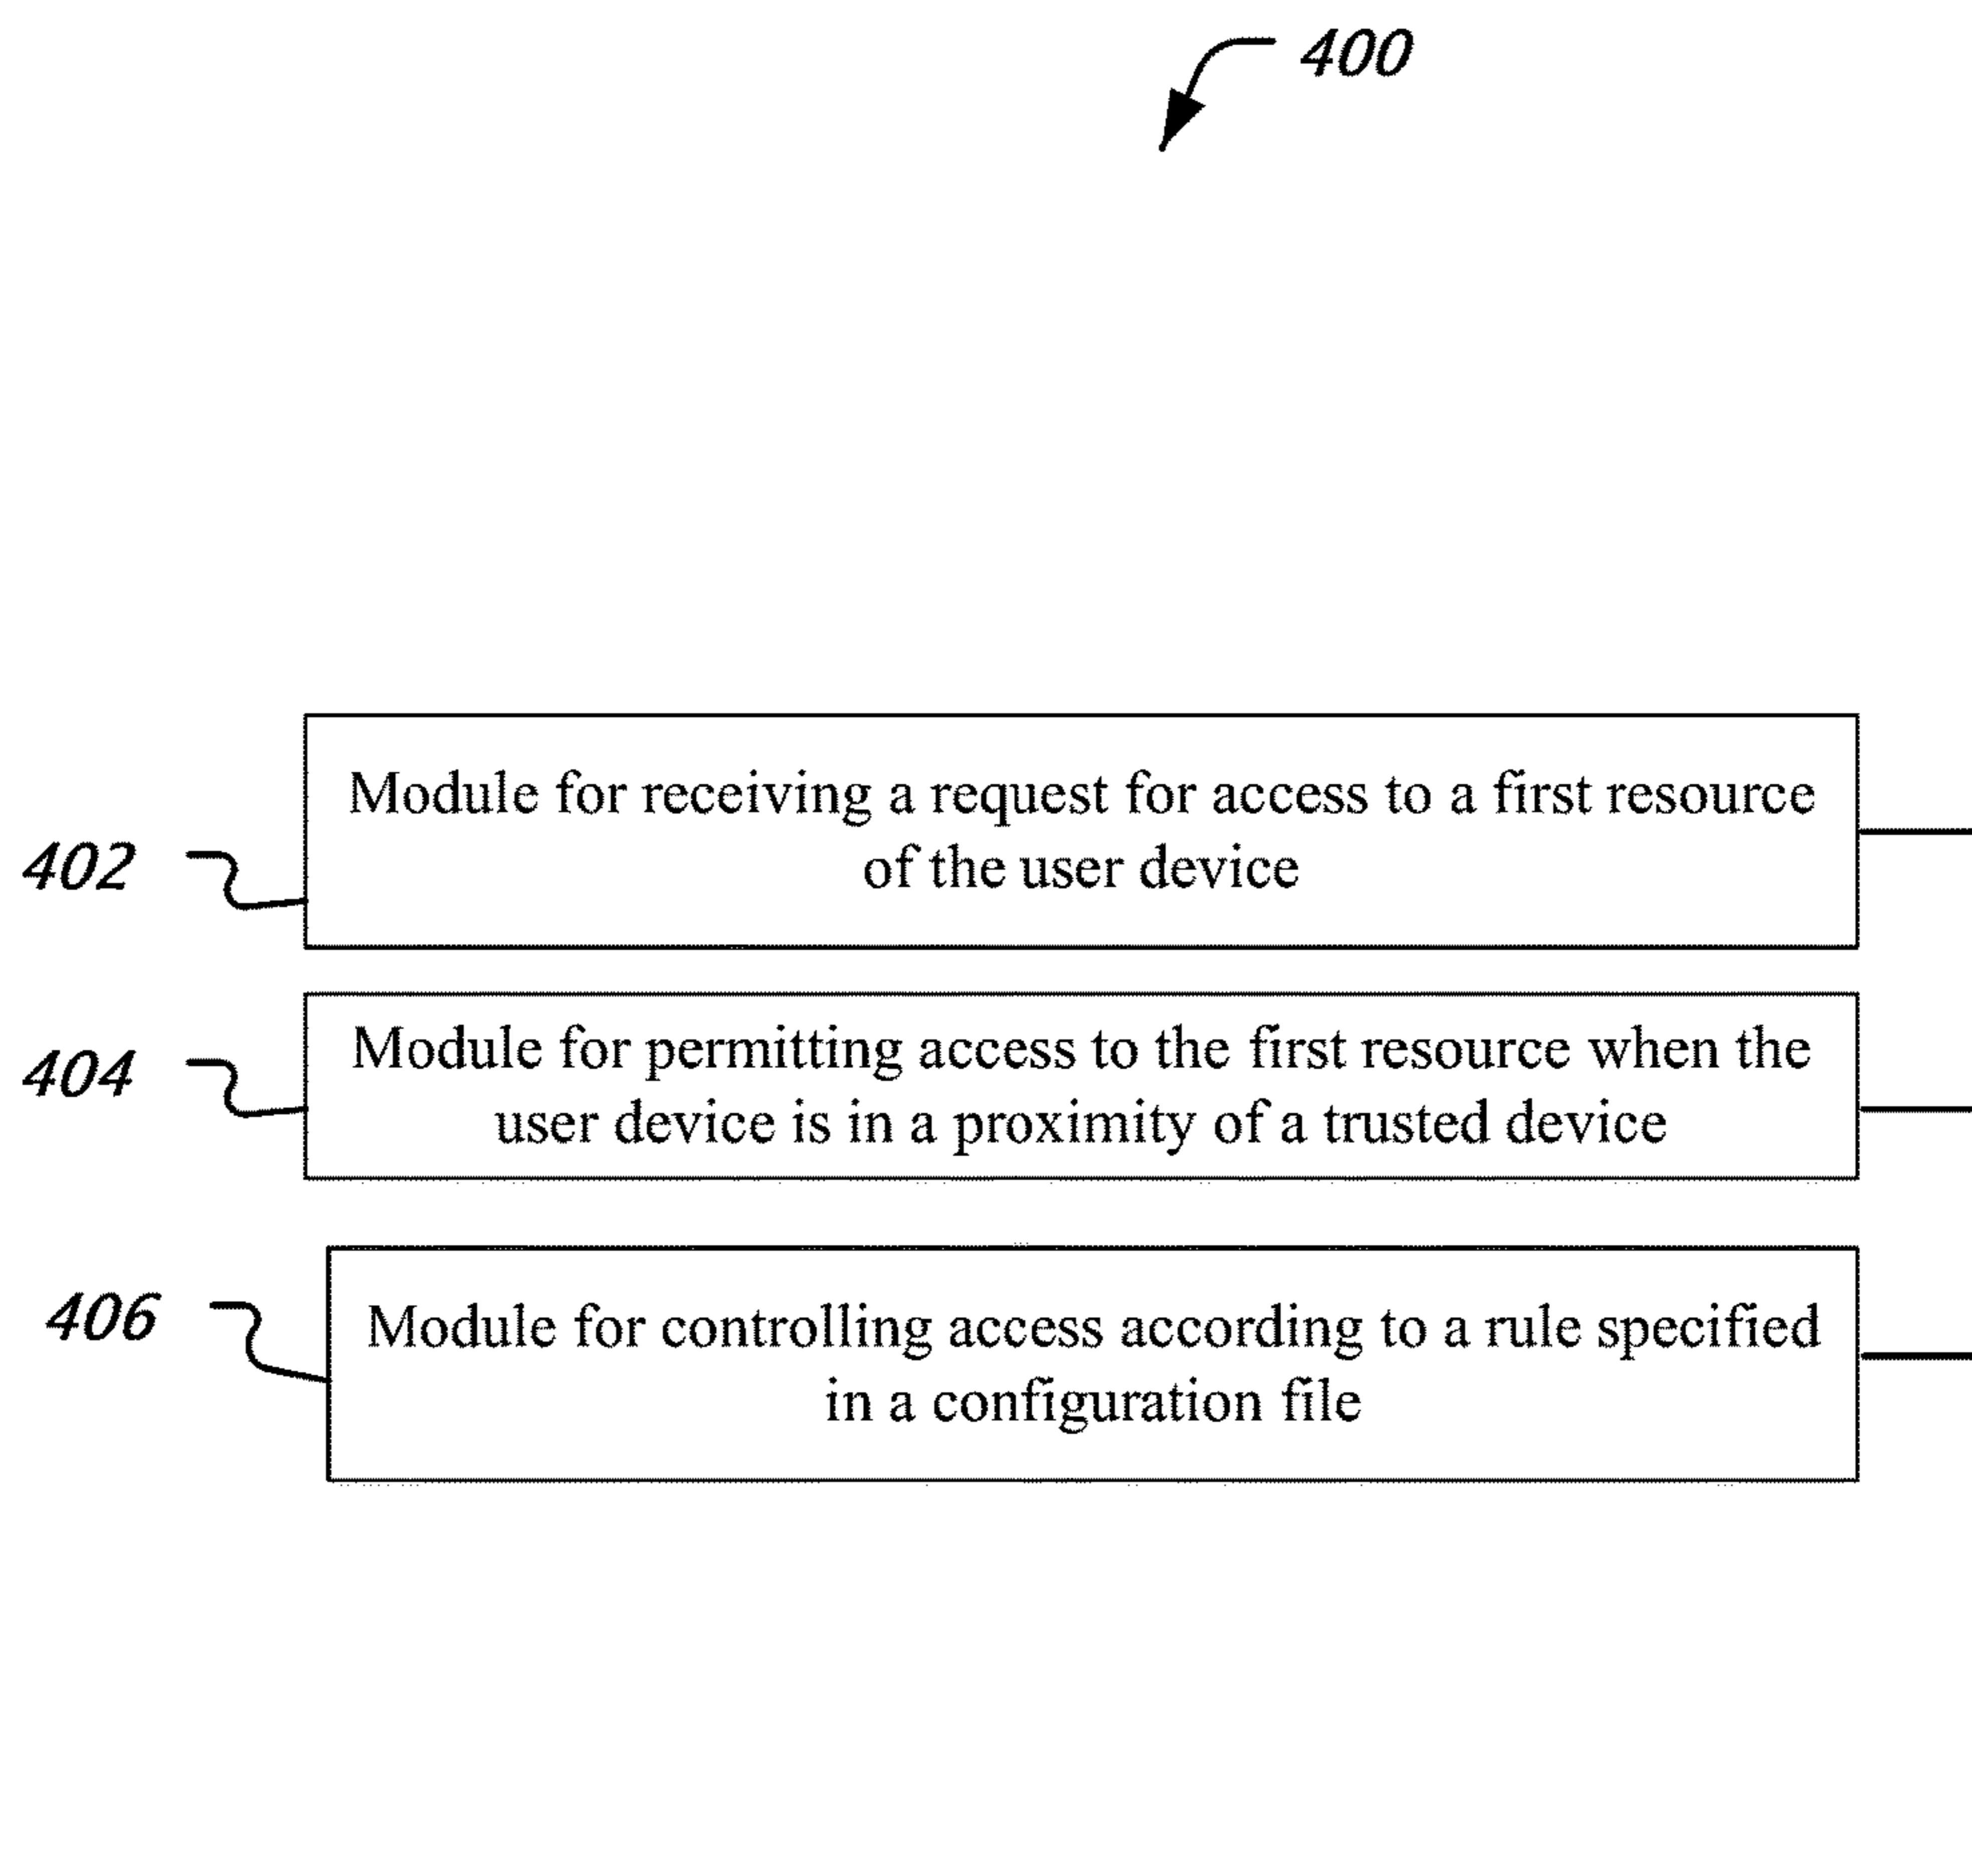 400
Module for receiving a request for access to a first resource
of the user device
402
Module for permitting access to the first resource when the
user device is in a proximity of a trusted device
404
Module for controlling access according to a rule specified
in a configuration file
406